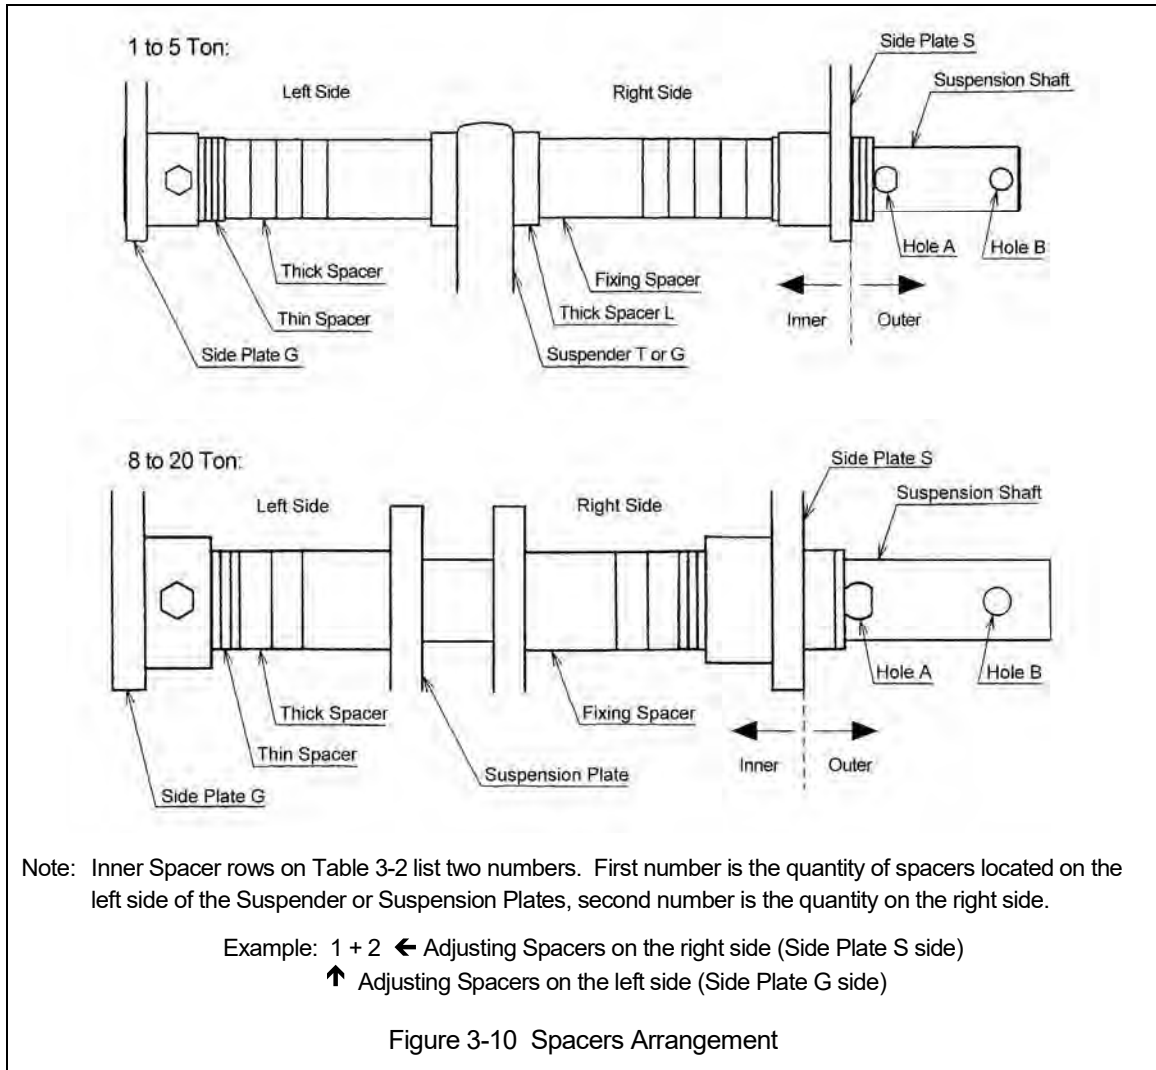 1 to 5 Ton:
Side Plate S
Left Side
Right Side
Suspension Shaft
Hole A
Hole B
Thick Spacer
Fixing Spacer
Thin Spacer
Thick Spacer L
Inner
Outer
Side Plate G
Suspender T or G
8 to 20 Ton:
Side Plate S
Left Side
Right Side
Suspension Shaft
Hole A
Hole B
Thick Spacer
Fixing Spacer
Thin Spacer
Suspension Plate
Inner
Outer
Side Plate G
Note: Inner Spacer rows on Table 3-2 list two numbers. First number is the quantity of spacers located on the
left side of the Suspender or Suspension Plates, second number is the quantity on the right side.
Example: 1 + 2 ← Adjusting Spacers on the right side (Side Plate S side)
↑ Adjusting Spacers on the left side (Side Plate G side)
Figure 3-10 Spacers Arrangement